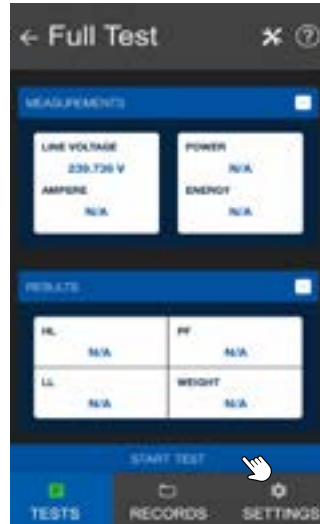 ← Full Test
MEASUREMENTS
LINE VOLTAGE
POWER
239.736 V
N/A
AMPERE
ENERGY
N/A
N/A
RESULTS
HL
PF
N/A
N/A
LL
WEIGHT
N/A
N/A
START TEST
TESTS
RECORDS
SETTINGS